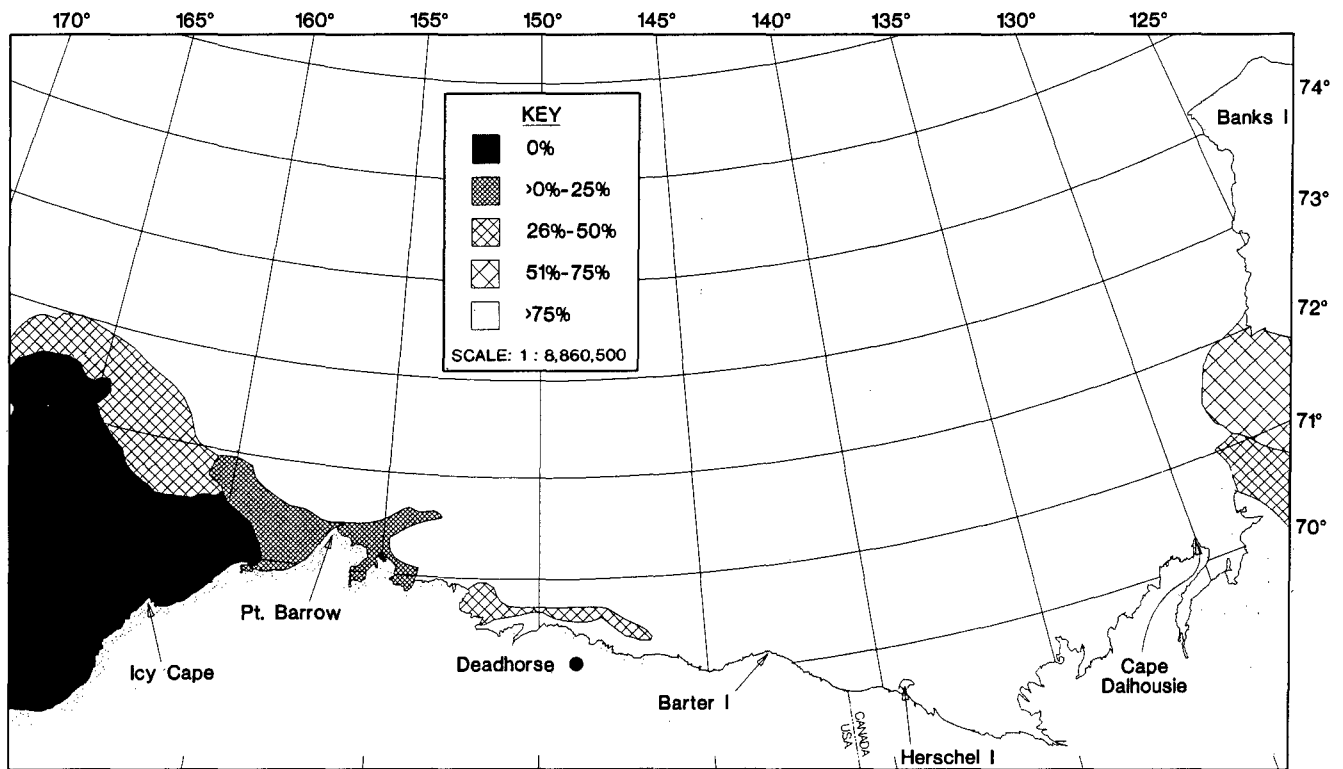 170° 165° 160° 155° 150° 145° 140° 135° 130° 125°
KEY
0%
>0%-25%
26%-50%
51%-75%
>75%
SCALE: 1 : 8,860,500
Banks I
74°
73°
72°
71°
70°
Pt. Barrow
Icy Cape
Deadhorse
Barter I
CANADA
USA
Herschel I
Cape
Dalhousie